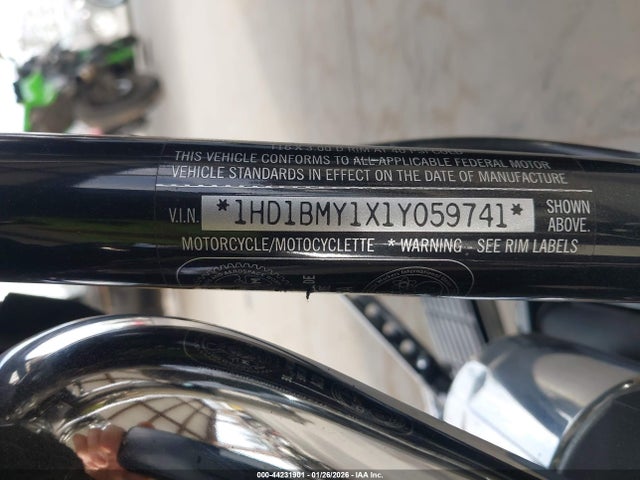 THIS VEHICLE CONFORMS TO ALL APPLICABLE FEDERAL MOTOR
VEHICLE STANDARDS IN EFFECT ON THE DATE OF MANUFACTURE
V.I.N. *1HD1BMY1X1Y059741* SHOWN ABOVE.
MOTORCYCLE/MOTOCYCLETTE * WARNING - SEE RIM LABELS
000-44231901 - 01/26/2026 - IAA Inc.